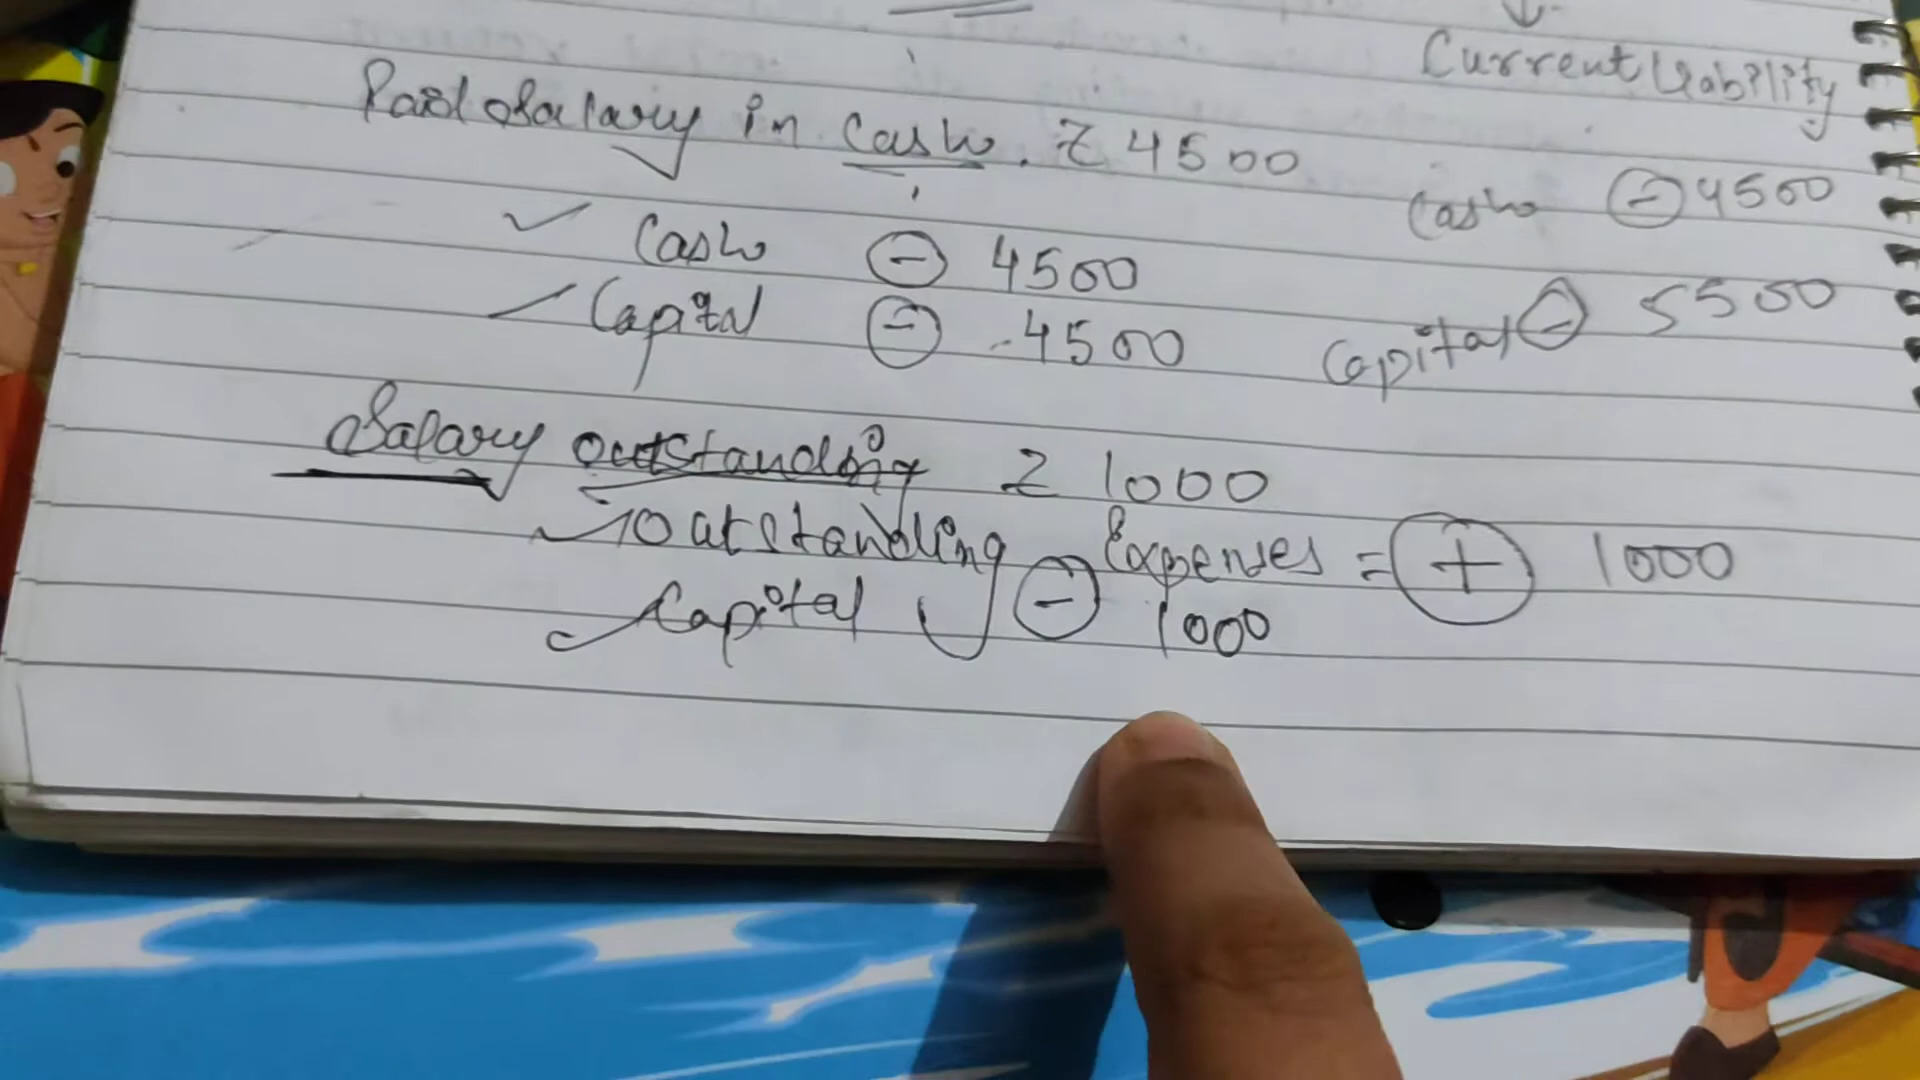 Current Liability
Paid Salary in Cash. ₹ 4500
Cash ⊖ 4500
Cash ⊖ 4500
Capital ⊖ 5500
Capital ⊖ 4500
Salary outstanding ₹ 1000
Outstanding Expenses = ⊕ 1000
Capital ⊖ 1000